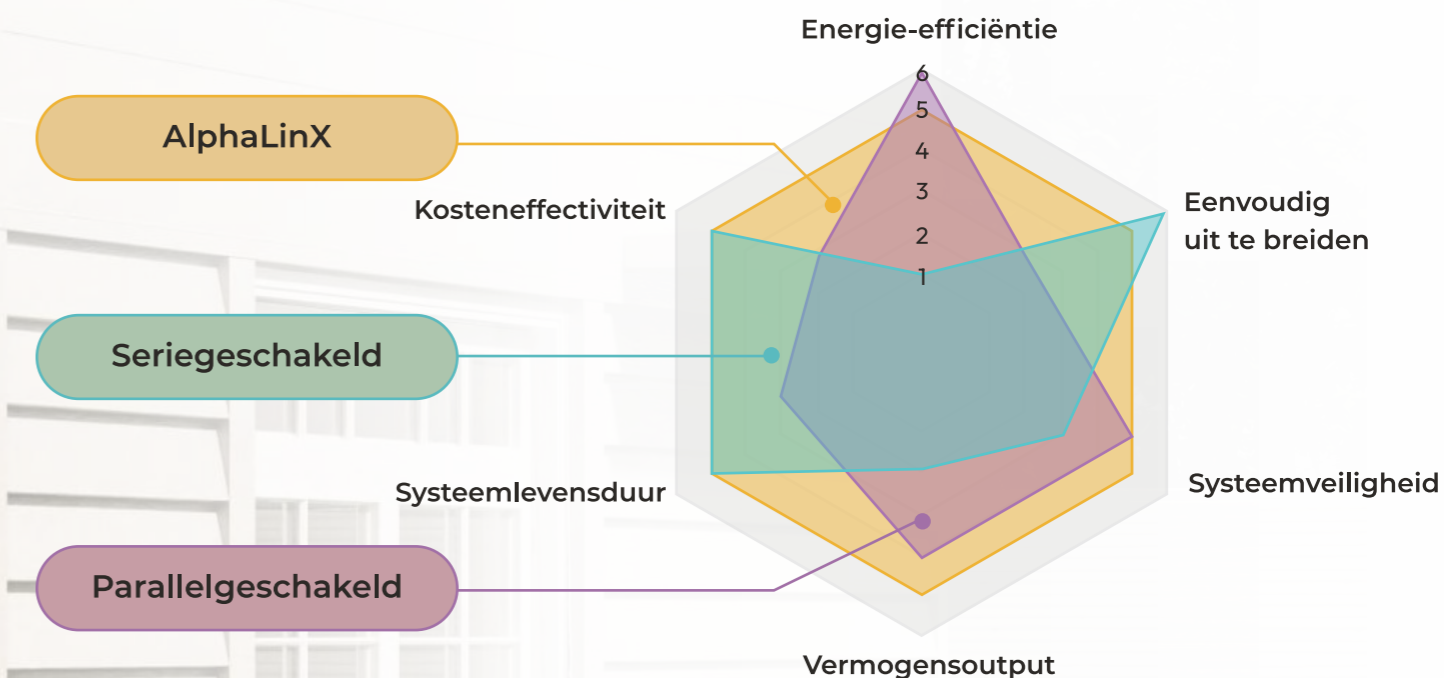 Energie-efficiëntie
6
5
4
3
2
1
AlphaLinX
Kosteneffectiviteit
Eenvoudig
uit te breiden
Seriegeschakeld
Systeemlevensduur
Systeemveiligheid
Parallelgeschakeld
Vermogensoutput